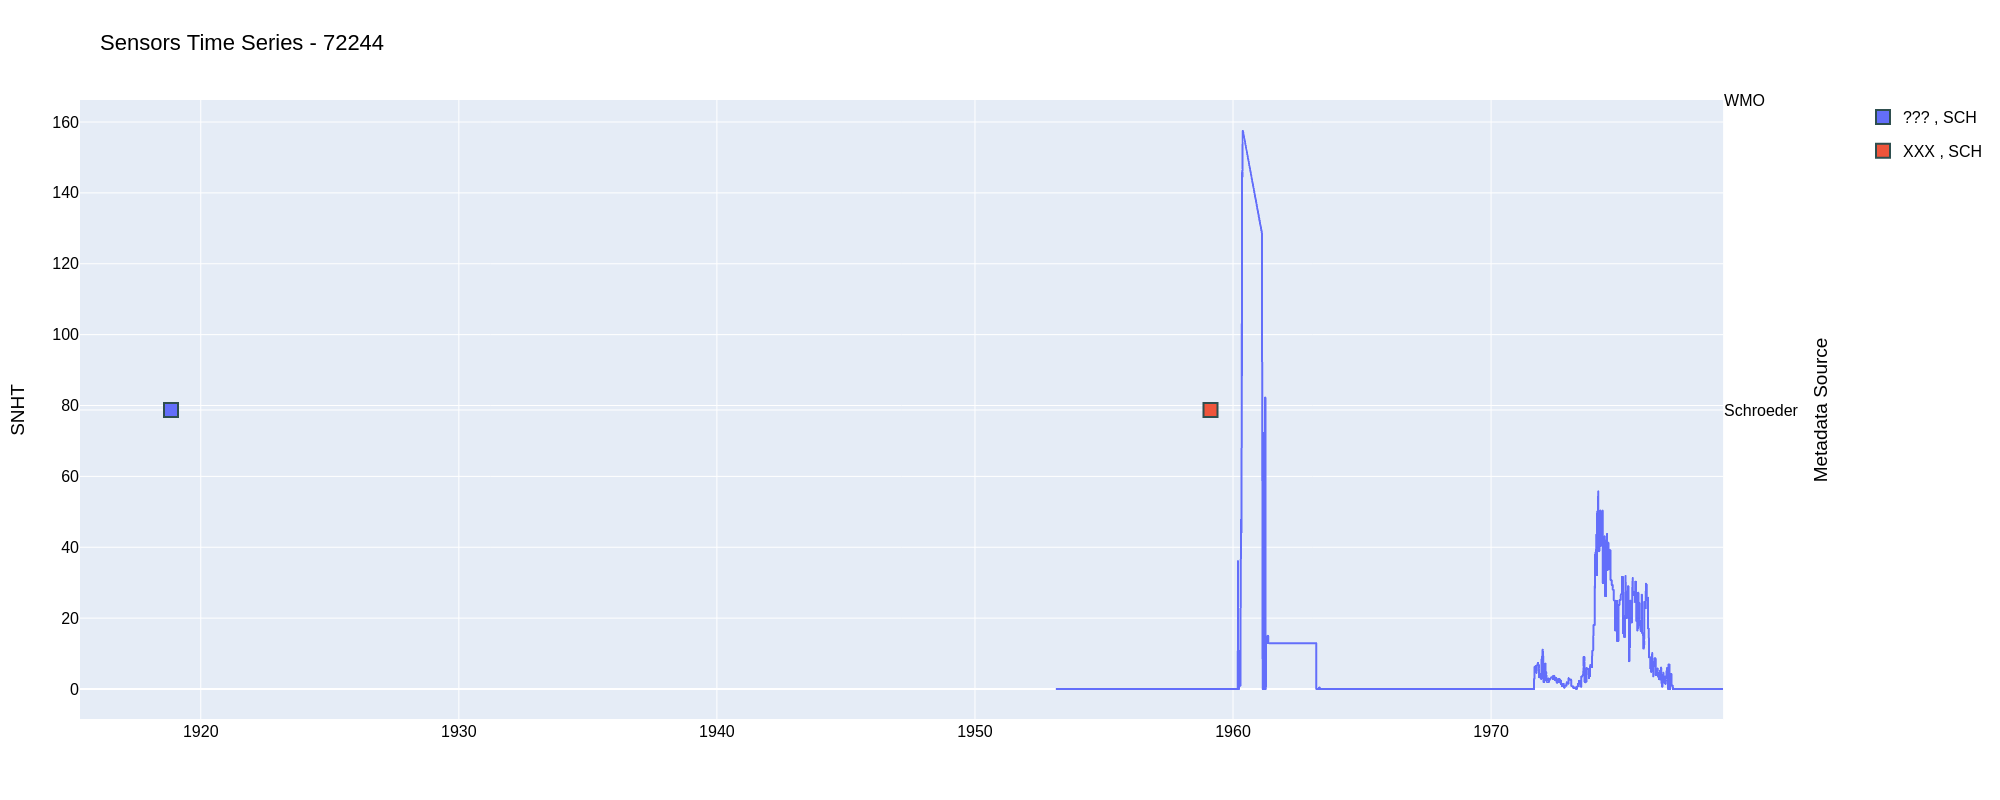 Sensors Time Series - 72244
WMO
??? , SCH
XXX , SCH
160
140
120
100
80
60
40
20
0
SNHT
Schroeder
Metadata Source
1920
1930
1940
1950
1960
1970